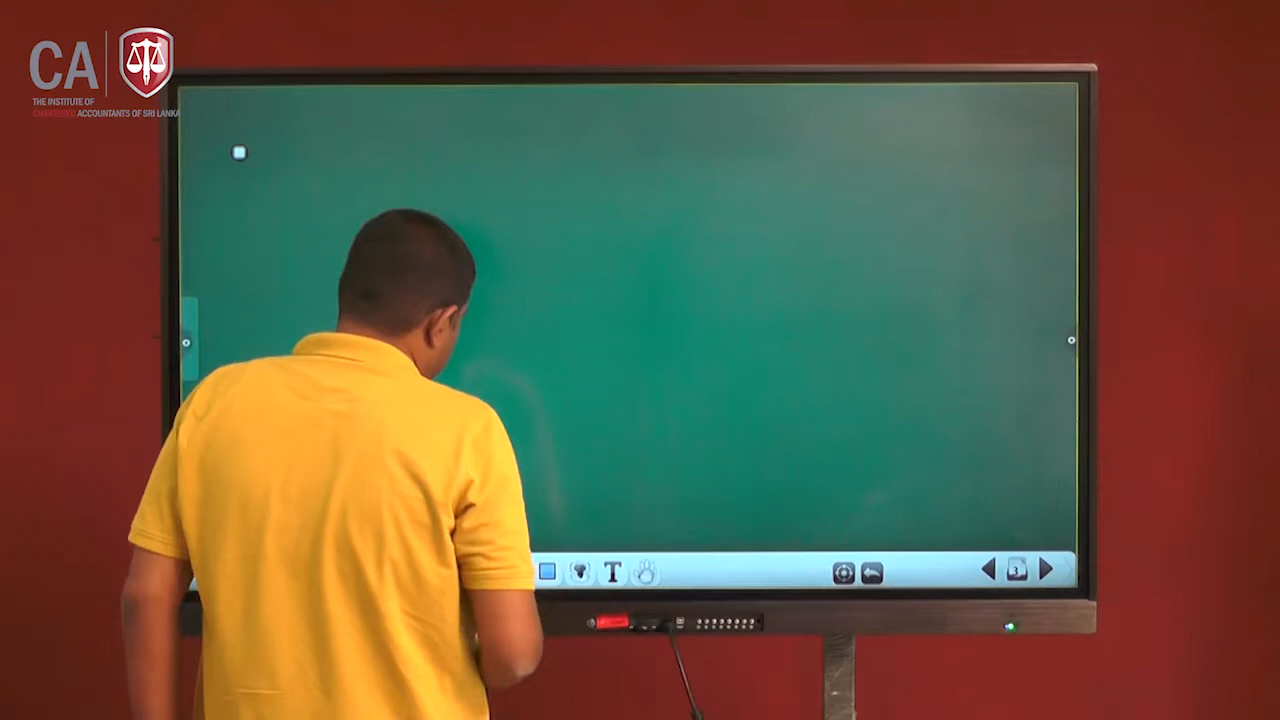 CA
THE INSTITUTE OF
CHARTERED ACCOUNTANTS OF SRI LANKA
T
3